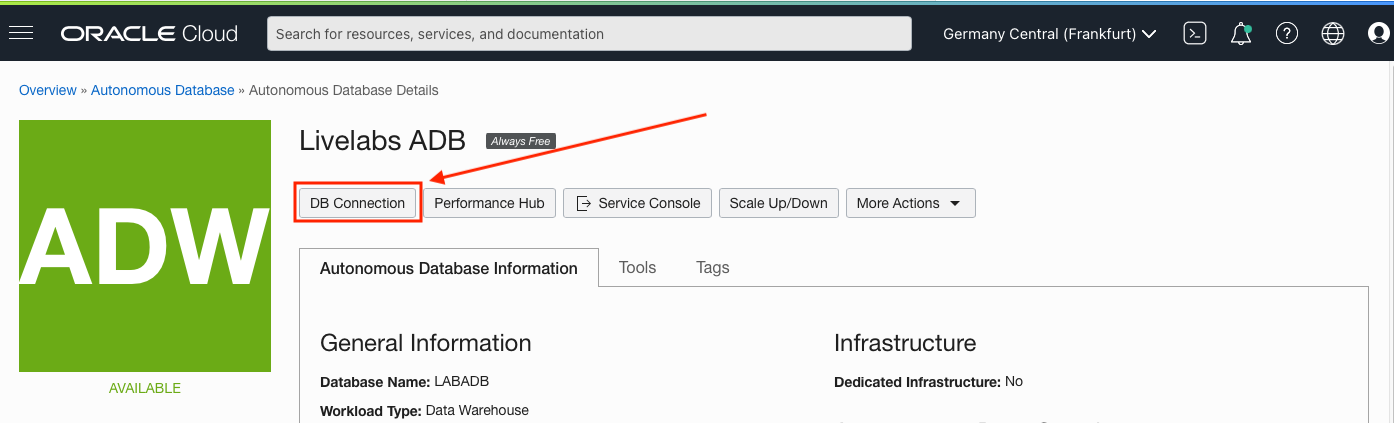 ORACLE Cloud Search for resources, services, and documentation Germany Central (Frankfurt)
Overview » Autonomous Database » Autonomous Database Details
ADW
AVAILABLE
Livelabs ADB Always Free
DB Connection Performance Hub Service Console Scale Up/Down More Actions
Autonomous Database Information Tools Tags
General Information
Database Name: LABADB
Workload Type: Data Warehouse
Infrastructure
Dedicated Infrastructure: No